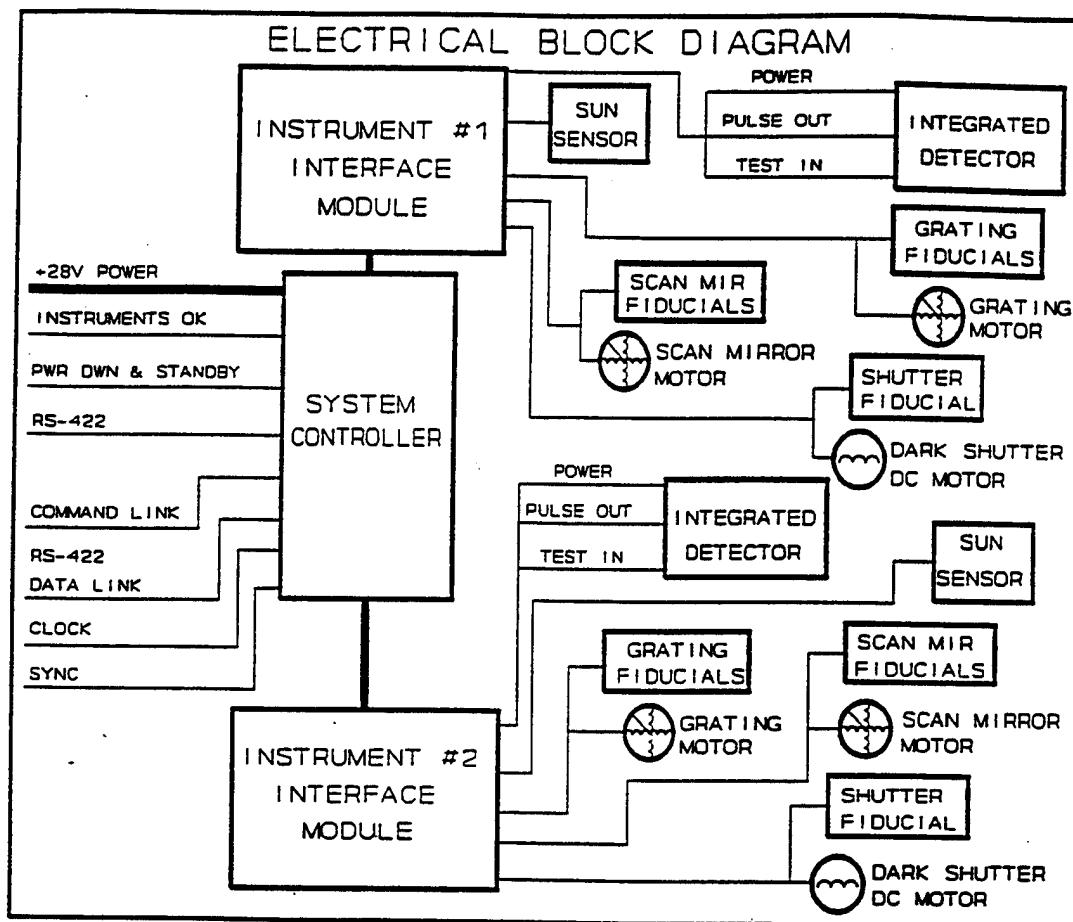 ELECTRICAL BLOCK DIAGRAM
INSTRUMENT #1
INTERFACE
MODULE
SUN
SENSOR
POWER
PULSE OUT
TEST IN
INTEGRATED
DETECTOR
GRATING
FIDUCIALS
GRATING
MOTOR
SCAN MIR
FIDUCIALS
SCAN MIRROR
MOTOR
SHUTTER
FIDUCIAL
DARK SHUTTER
DC MOTOR
+28V POWER
INSTRUMENTS OK
PWR DWN & STANDBY
RS-422
COMMAND LINK
RS-422
DATA LINK
CLOCK
SYNC
SYSTEM
CONTROLLER
POWER
PULSE OUT
TEST IN
INTEGRATED
DETECTOR
SUN
SENSOR
GRATING
FIDUCIALS
GRATING
MOTOR
SCAN MIR
FIDUCIALS
SCAN MIRROR
MOTOR
INSTRUMENT #2
INTERFACE
MODULE
SHUTTER
FIDUCIAL
DARK SHUTTER
DC MOTOR